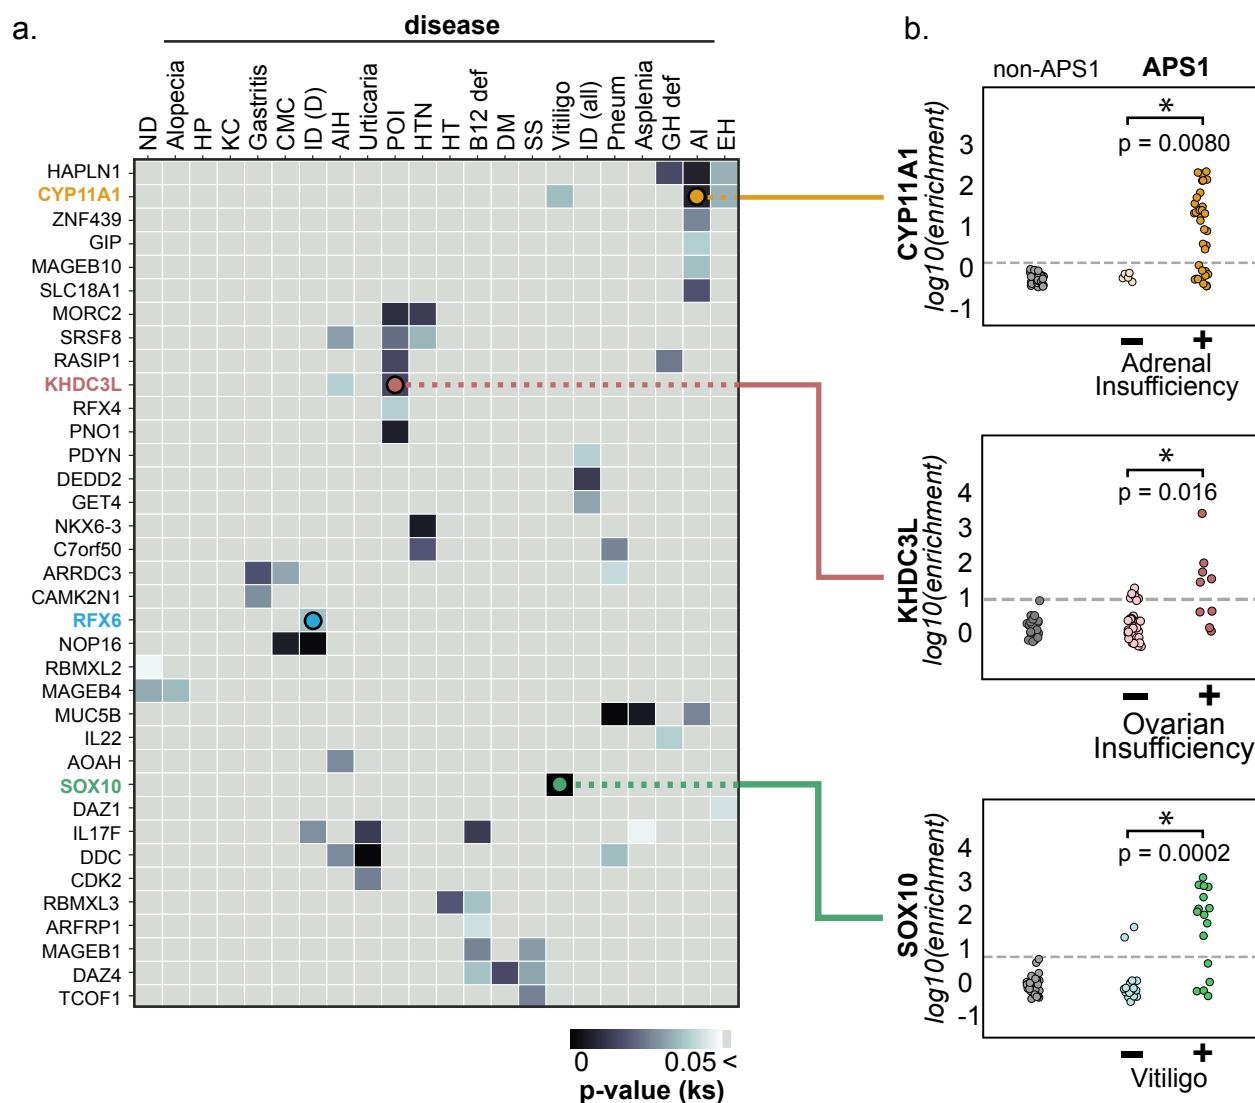 a.
disease
ND
Alopecia
HP
KC
Gastritis
CMC
ID (D)
AIH
Urticaria
POI
HTN
HT
B12 def
DM
SS
Vitiligo
ID (all)
Pneum
Asplenia
GH def
AI
EH
HAPLN1
CYP11A1
ZNF439
GIP
MAGEB10
SLC18A1
MORC2
SRSF8
RASIP1
KHDC3L
RFX4
PNO1
PDYN
DEDD2
GET4
NKX6-3
C7orf50
ARRDC3
CAMK2N1
RFX6
NOP16
RBMXL2
MAGEB4
MUC5B
IL22
AOAH
SOX10
DAZ1
IL17F
DDC
CDK2
RBMXL3
ARFRP1
MAGEB1
DAZ4
TCOF1
0 0.05 <
p-value (ks)
b.
non-APS1 APS1
CYP11A1
log10(enrichment)
3
2
1
0
-1
*
p = 0.0080
− +
Adrenal
Insufficiency
KHDC3L
log10(enrichment)
4
3
2
1
0
*
p = 0.016
− +
Ovarian
Insufficiency
SOX10
log10(enrichment)
4
3
2
1
0
-1
*
p = 0.0002
− +
Vitiligo